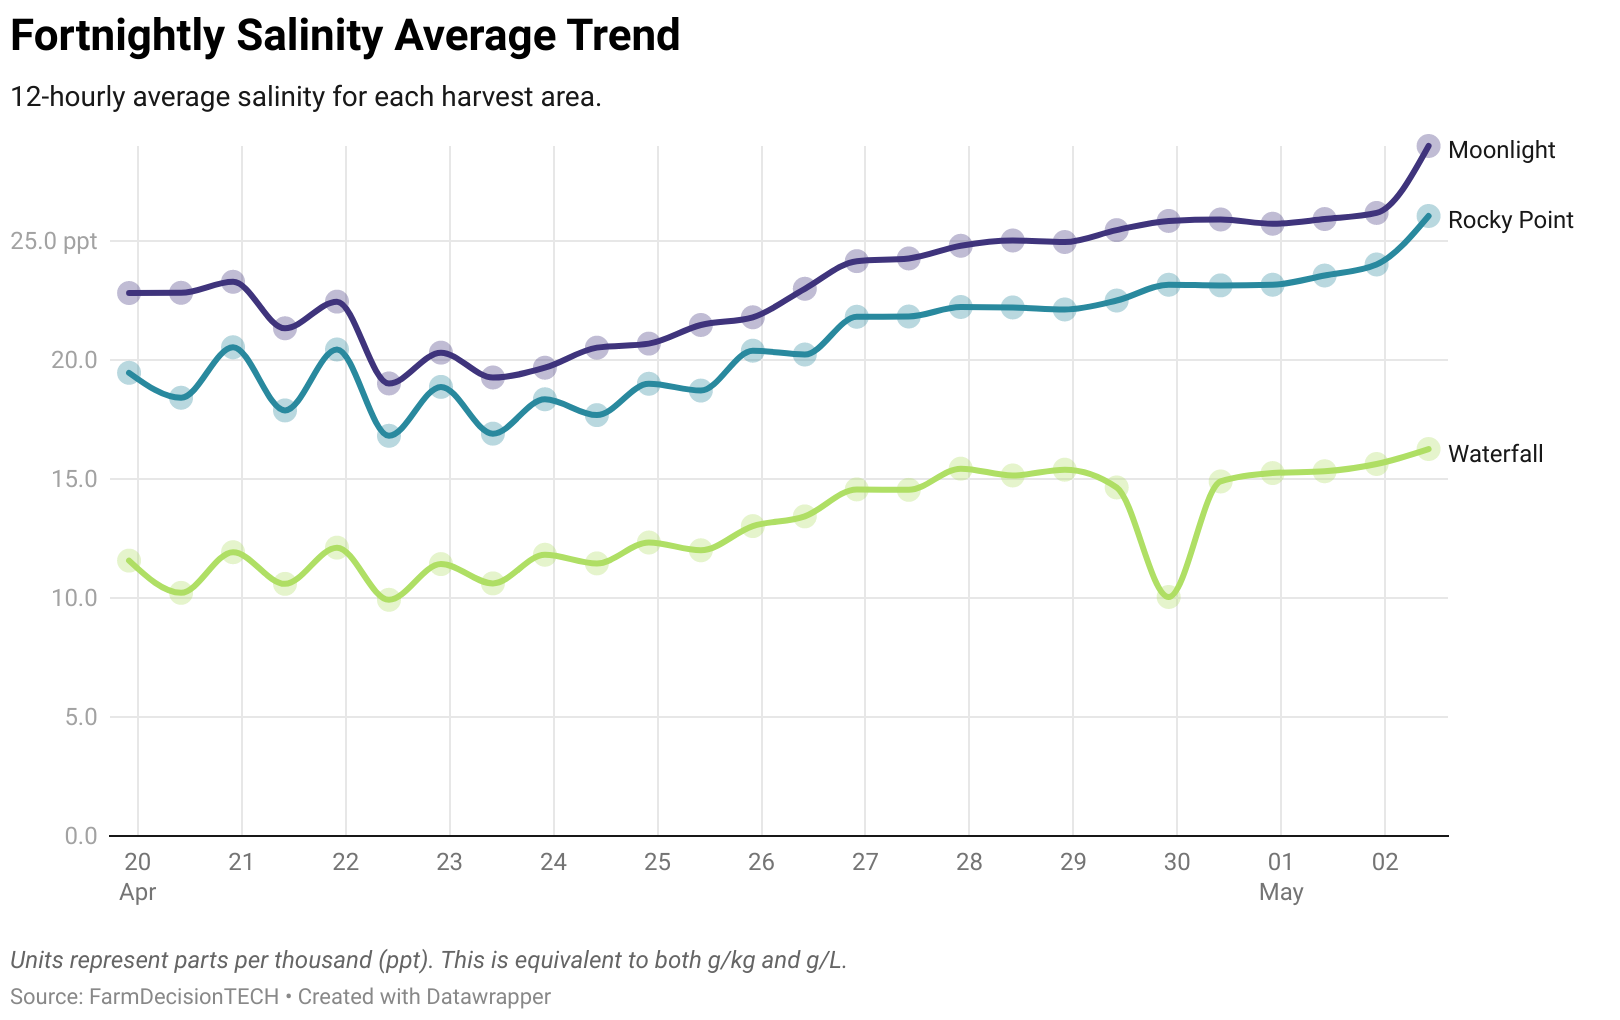 Fortnightly Salinity Average Trend
12-hourly average salinity for each harvest area.
Moonlight
Rocky Point
25.0 ppt
20.0
Waterfall
15.0
10.0
5.0
0.0
20 21 22 23 24 25 26 27 28 29 30 01 02
Apr May
Units represent parts per thousand (ppt). This is equivalent to both g/kg and g/L.
Source: FarmDecisionTECH • Created with Datawrapper